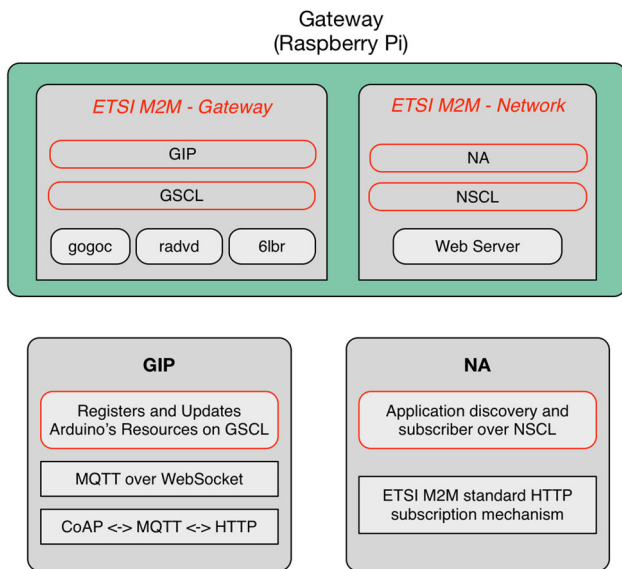 Gateway
(Raspberry Pi)
ETSI M2M - Gateway
GIP
GSCL
gogoc
radvd
6lbr
ETSI M2M - Network
NA
NSCL
Web Server
GIP
Registers and Updates
Arduino's Resources on GSCL
MQTT over WebSocket
CoAP <-> MQTT <-> HTTP
NA
Application discovery and
subscriber over NSCL
ETSI M2M standard HTTP
subscription mechanism